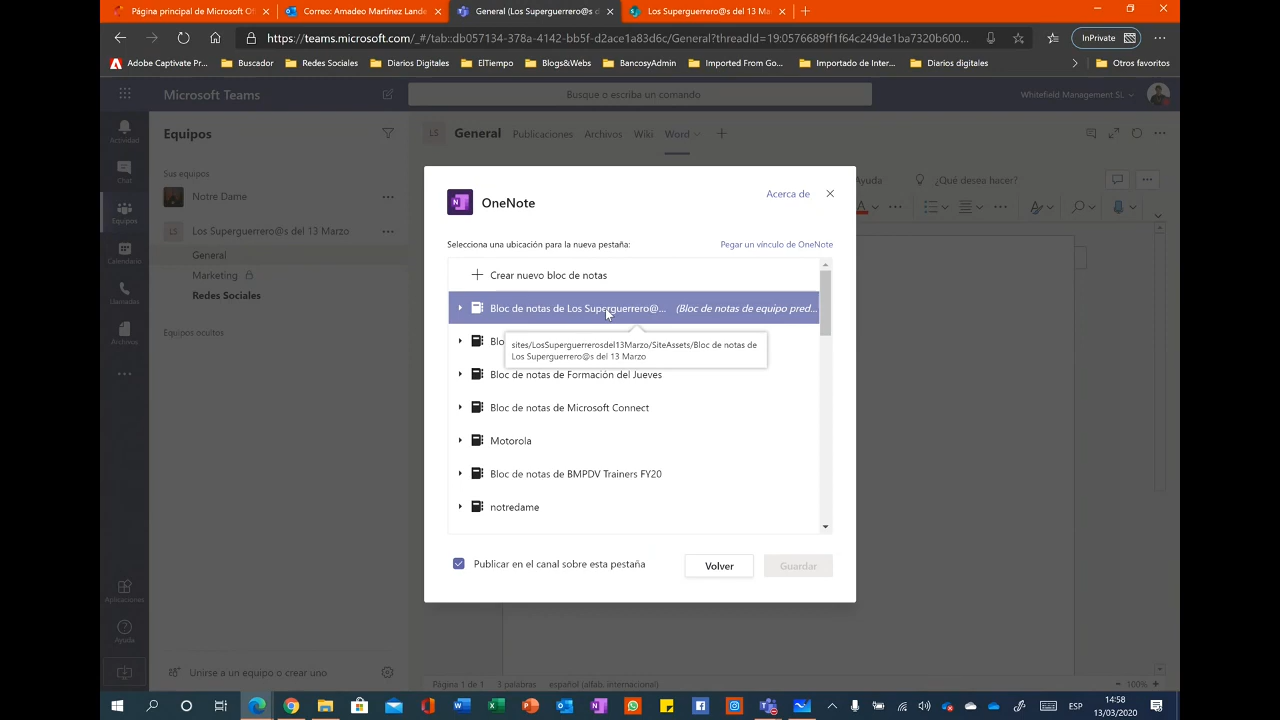 Página principal de Microsoft Of
Correo: Amadeo Martínez Lande
General (Los Superguerrero@s d
Los Superguerrero@s del 13 Ma
https://teams.microsoft.com/_#/tab::db057134-378a-4142-bb5f-d2ace1a83d6c/General?threadId=19:0576689ff1f64c249de1ba7320b6000...
InPrivate
Adobe Captivate Pr...
Buscador
Redes Sociales
Diarios Digitales
ElTiempo
Blogs&Webs
BancosyAdmin
Imported From Goo...
Importado de Intern...
Diarios digitales
Otros favoritos
Microsoft Teams
Busque o escriba un comando
Whitefield Management SL
Actividad
Chat
Equipos
Calendario
Llamadas
Archivos
Aplicaciones
Ayuda
Equipos
Sus equipos
Notre Dame
LS Los Superguerrero@s del 13 Marzo
General
Marketing
Redes Sociales
Equipos ocultos
Unirse a un equipo o crear uno
LS General Publicaciones Archivos Wiki Word
Ayuda ¿Qué desea hacer?
OneNote
Acerca de
Selecciona una ubicación para la nueva pestaña:
Pegar un vínculo de OneNote
Crear nuevo bloc de notas
Bloc de notas de Los Superguerrero@... (Bloc de notas de equipo pred...
Blo
sites/LosSuperguerrerosdel13Marzo/SiteAssets/Bloc de notas de
Los Superguerrero@s del 13 Marzo
Bloc de notas de Formación del Jueves
Bloc de notas de Microsoft Connect
Motorola
Bloc de notas de BMPDV Trainers FY20
notredame
Publicar en el canal sobre esta pestaña
Volver
Guardar
Página 1 de 1 3 palabras español (alfab. internacional)
100%
ESP
14:58
13/03/2020